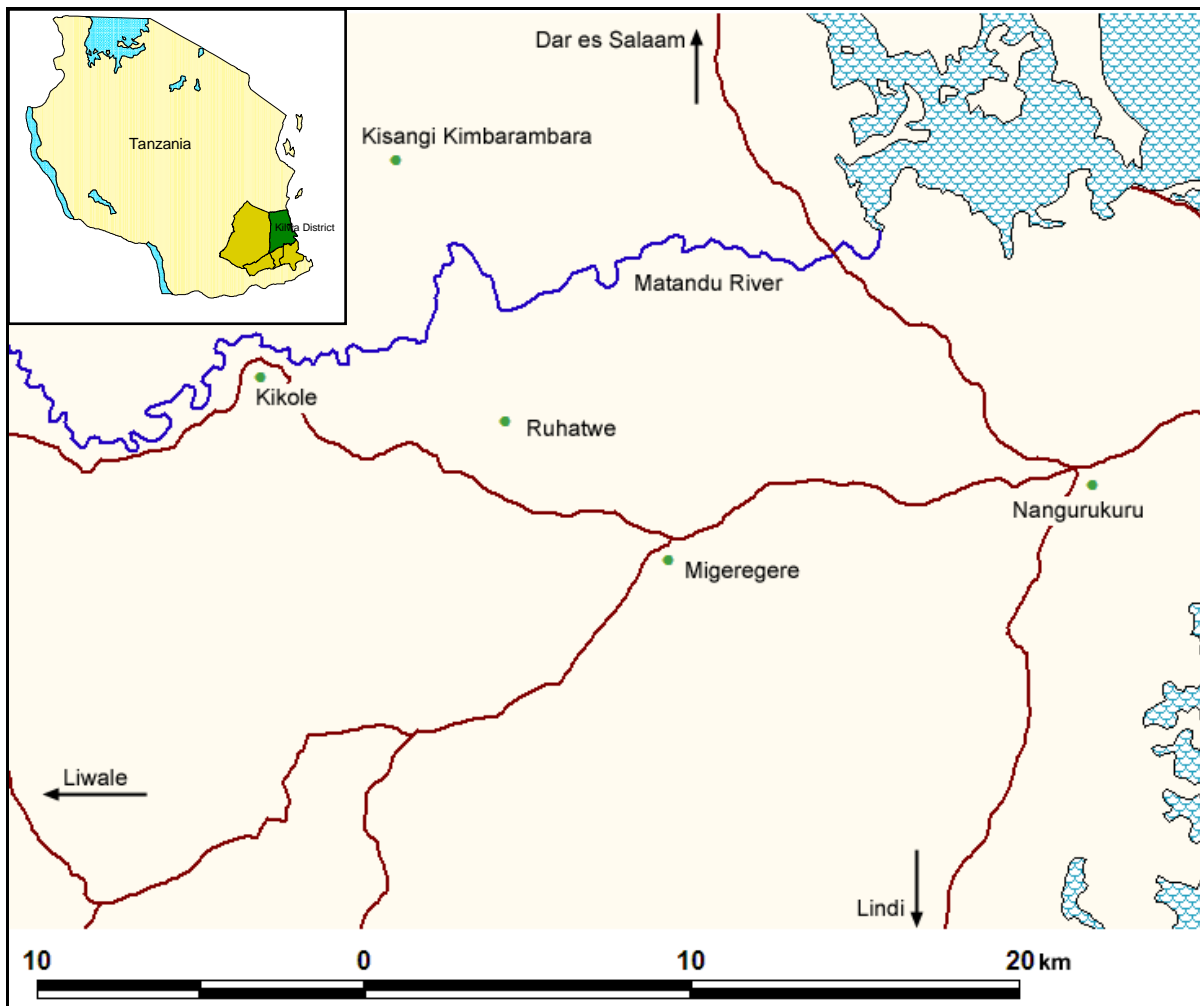 Dar es Salaam
Kisangi Kimbarambara
Tanzania
District
Matandu River
Kikole
Ruhatwe
Nangurukuru
Migeregere
Liwale
Lindi
10 0 10 20 km